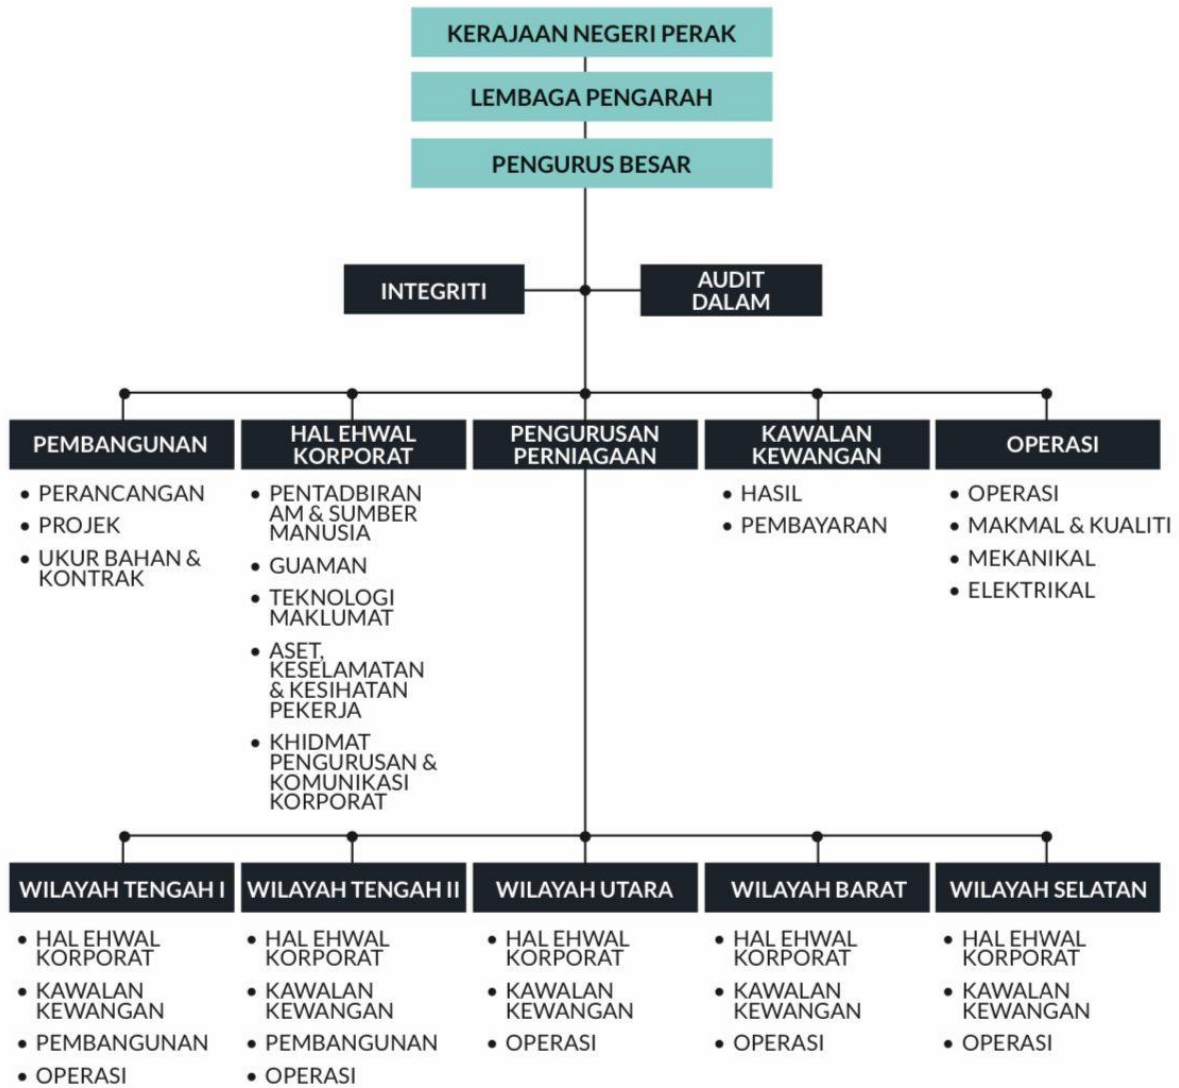 KERAJAAN NEGERI PERAK
LEMBAGA PENGARAH
PENGURUS BESAR
INTEGRITI
AUDIT
DALAM
PEMBANGUNAN
• PERANCANGAN
• PROJEK
• UKUR BAHAN &
KONTRAK
HAL EHWAL
KORPORAT
• PENTADBIRAN
AM & SUMBER
MANUSIA
• GUAMAN
• TEKNOLOGI
MAKLUMAT
• ASET,
KESELAMATAN
& KESIHATAN
PEKERJA
• KHIDMAT
PENGURUSAN &
KOMUNIKASI
KORPORAT
PENGURUSAN
PERNIAGAAN
KAWALAN
KEWANGAN
• HASIL
• PEMBAYARAN
OPERASI
• OPERASI
• MAKMAL & KUALITI
• MEKANIKAL
• ELEKTRIKAL
WILAYAH TENGAH I
• HAL EHWAL
KORPORAT
• KAWALAN
KEWANGAN
• PEMBANGUNAN
• OPERASI
WILAYAH TENGAH II
• HAL EHWAL
KORPORAT
• KAWALAN
KEWANGAN
• PEMBANGUNAN
• OPERASI
WILAYAH UTARA
• HAL EHWAL
KORPORAT
• KAWALAN
KEWANGAN
• OPERASI
WILAYAH BARAT
• HAL EHWAL
KORPORAT
• KAWALAN
KEWANGAN
• OPERASI
WILAYAH SELATAN
• HAL EHWAL
KORPORAT
• KAWALAN
KEWANGAN
• OPERASI